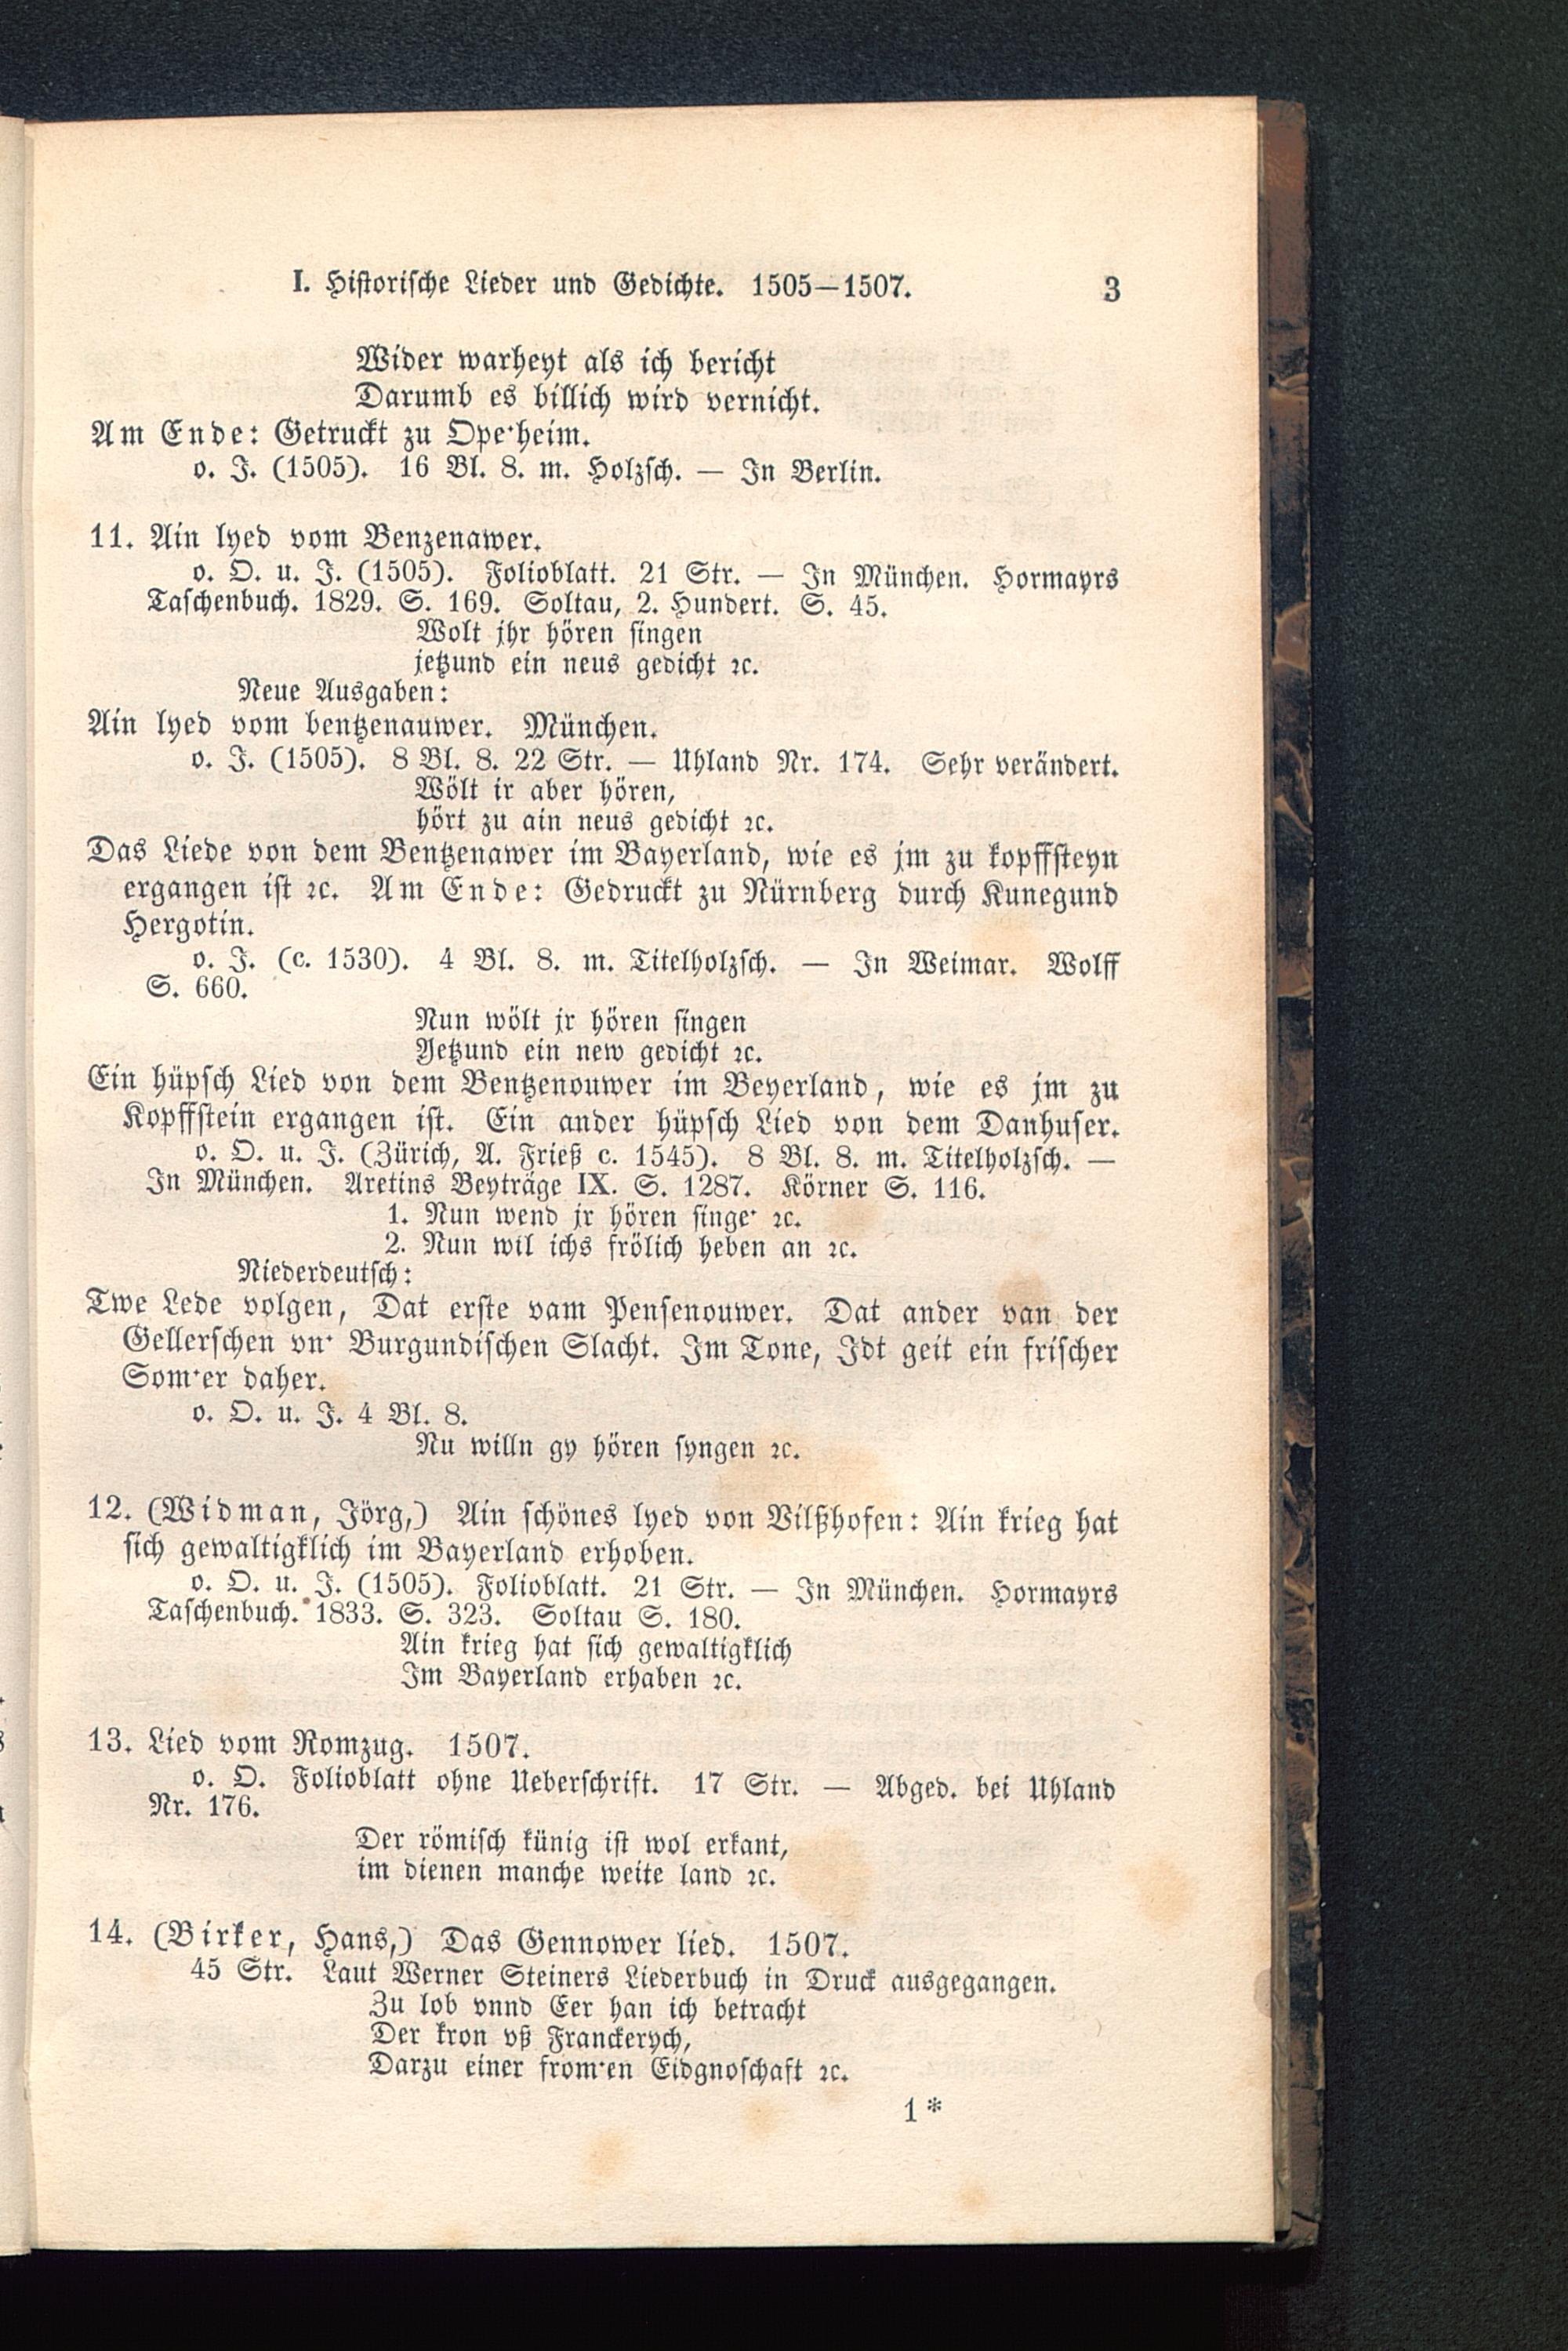 I. Historische Lieder und Gedichte. 1505—1507. 3
Wider warheyt als ich bericht
Darumb es billich wird vernicht.
Am Ende: Getruckt zu Ope·heim.
o. J. (1505). 16 Bl. 8. m. Holzsch. — In Berlin.
11. Ain lyed vom Benzenawer.
o. O. u. J. (1505). Folioblatt. 21 Str. — In München. Hormayrs
Taschenbuch. 1829. S. 169. Soltau, 2. Hundert. S. 45.
Wolt jhr hören singen
jetzund ein neus gedicht ꝛc.
Neue Ausgaben:
Ain lyed vom bentzenauwer. München.
o. J. (1505). 8 Bl. 8. 22 Str. — Uhland Nr. 174. Sehr verändert.
Wölt ir aber hören,
hört zu ain neus gedicht ꝛc.
Das Liede von dem Bentzenawer im Bayerland, wie es jm zu kopffsteyn
ergangen ist ꝛc. Am Ende: Gedruckt zu Nürnberg durch Kunegund
Hergotin.
o. J. (c. 1530). 4 Bl. 8. m. Titelholzsch. — In Weimar. Wolff
S. 660.
Nun wölt jr hören singen
Yetzund ein new gedicht ꝛc.
Ein hüpsch Lied von dem Bentzenouwer im Beyerland, wie es jm zu
Kopffstein ergangen ist. Ein ander hüpsch Lied von dem Danhuser.
o. O. u. J. (Zürich, A. Frieß c. 1545). 8 Bl. 8. m. Titelholzsch. —
In München. Aretins Beyträge IX. S. 1287. Körner S. 116.
1. Nun wend jr hören singe· ꝛc.
2. Nun wil ichs frölich heben an ꝛc.
Niederdeutsch:
Twe Lede volgen, Dat erste vam Pensenouwer. Dat ander van der
Gellerschen vn· Burgundischen Slacht. Im Tone, Idt geit ein frischer
Som·er daher.
o. O. u. J. 4 Bl. 8.
Nu willn gy hören syngen ꝛc.
12. (Widman, Jörg,) Ain schönes lyed von Vilßhofen: Ain krieg hat
sich gewaltigklich im Bayerland erhoben.
o. O. u. J. (1505). Folioblatt. 21 Str. — In München. Hormayrs
Taschenbuch. 1833. S. 323. Soltau S. 180.
Ain krieg hat sich gewaltigklich
Im Bayerland erhaben ꝛc.
13. Lied vom Romzug. 1507.
o. O. Folioblatt ohne Ueberschrift. 17 Str. — Abged. bei Uhland
Nr. 176.
Der römisch künig ist wol erkant,
im dienen manche weite land ꝛc.
14. (Birker, Hans,) Das Gennower lied. 1507.
45 Str. Laut Werner Steiners Liederbuch in Druck ausgegangen.
Zu lob vnnd Eer han ich betracht
Der kron vß Franckerych,
Darzu einer from·en Eidgnoschaft ꝛc.
1*